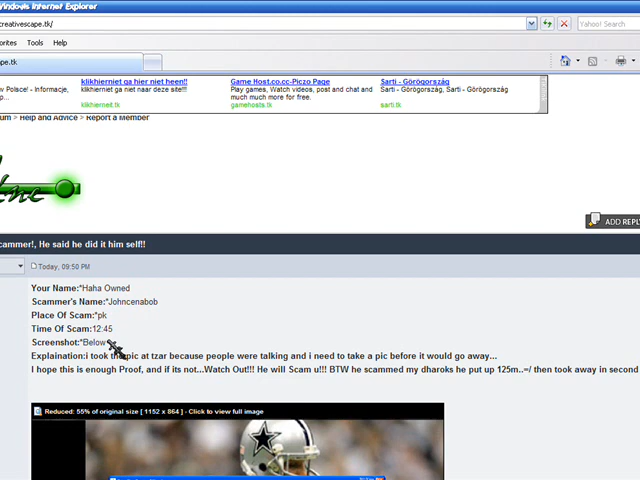 Windows Internet Explorer
creativescape.tk/
Yahoo! Search
orites Tools Help
pe.tk
klikhierniet ga hier niet heen!! Game Host.co.cc-Piczo Page Sarti - Görögország
w Polsce! - Informacje, klikhierniet ga niet naar deze site!!! Play games, Watch videos, post and chat and Sarti - Görögország, Sarti - Görögország
p... much much more for free.
klikhierniet.tk gamehosts.tk sarti.tk
um > Help and Advice > Report a Member
ADD REPLY
cammer!, He said he did it him self!!
Today, 09:50 PM
Your Name:*Haha Owned
Scammer's Name:*Johncenabob
Place Of Scam:*pk
Time Of Scam:12:45
Screenshot:*Below
Explaination:i took the pic at tzar because people were talking and i need to take a pic before it would go away...
I hope this is enough Proof, and if its not...Watch Out!!! He will Scam u!!! BTW he scammed my dharoks he put up 125m..=/ then took away in second
Reduced: 55% of original size [ 1152 x 864 ] - Click to view full image